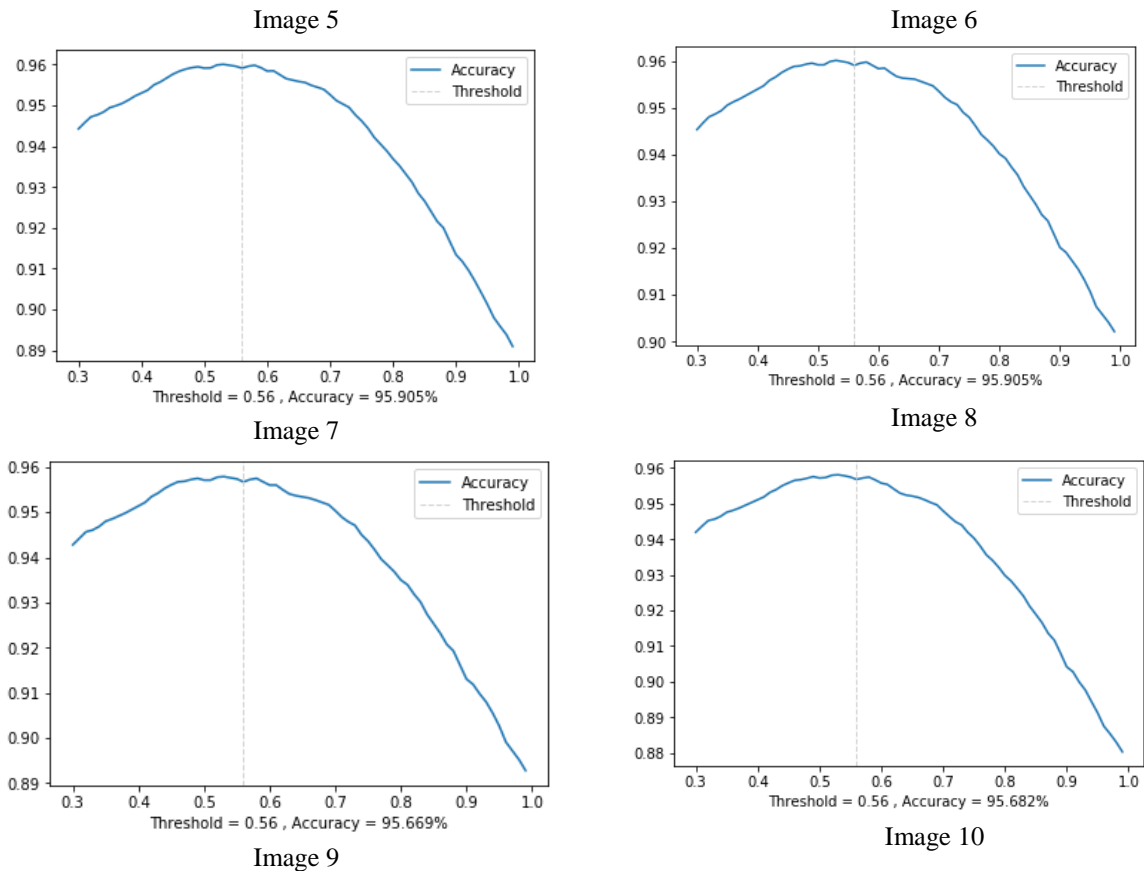 Image 5
Image 6
0.96
0.95
0.94
0.93
0.92
0.91
0.90
0.89
Accuracy
Threshold
0.3 0.4 0.5 0.6 0.7 0.8 0.9 1.0
Threshold = 0.56 , Accuracy = 95.905%
Image 7
0.96
0.95
0.94
0.93
0.92
0.91
0.90
Accuracy
Threshold
0.3 0.4 0.5 0.6 0.7 0.8 0.9 1.0
Threshold = 0.56 , Accuracy = 95.905%
Image 8
0.96
0.95
0.94
0.93
0.92
0.91
0.90
0.89
Accuracy
Threshold
0.3 0.4 0.5 0.6 0.7 0.8 0.9 1.0
Threshold = 0.56 , Accuracy = 95.669%
Image 9
0.96
0.95
0.94
0.93
0.92
0.91
0.90
0.89
0.88
Accuracy
Threshold
0.3 0.4 0.5 0.6 0.7 0.8 0.9 1.0
Threshold = 0.56 , Accuracy = 95.682%
Image 10